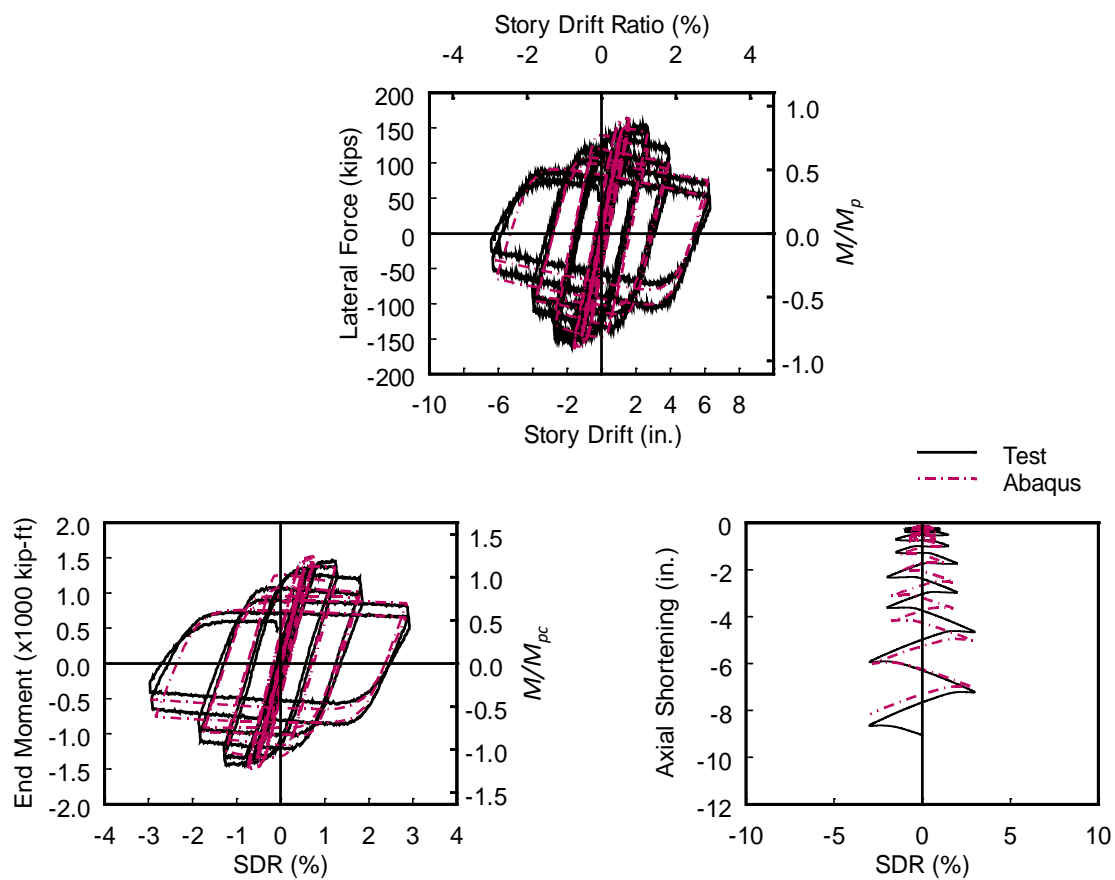 Story Drift Ratio (%)
-4 -2 0 2 4
Lateral Force (kips)
200
150
100
50
0
-50
-100
-150
-200
1.0
0.5
0.0
-0.5
-1.0
M/Mp
-10 -6 -2 2 6 8
Story Drift (in.)
Test
Abaqus
End Moment (x1000 kip-ft)
2.0
1.5
1.0
0.5
0.0
-0.5
-1.0
-1.5
-2.0
1.5
1.0
0.5
0.0
-0.5
-1.0
-1.5
M/Mpc
-4 -3 -2 -1 0 1 2 3 4
SDR (%)
Axial Shortening (in.)
0
-2
-4
-6
-8
-10
-12
-10 -5 0 5 10
SDR (%)